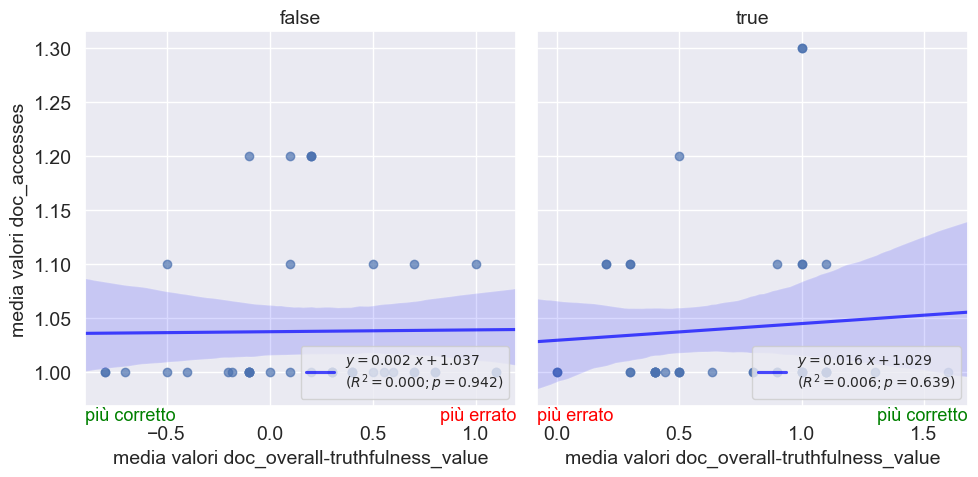 false
true
media valori doc_accesses
1.30
1.25
1.20
1.15
1.10
1.05
1.00
y = 0.002 x + 1.037
(R² = 0.000; p = 0.942)
y = 0.016 x + 1.029
(R² = 0.006; p = 0.639)
più corretto
più errato
più errato
più corretto
−0.5 0.0 0.5 1.0
0.0 0.5 1.0 1.5
media valori doc_overall-truthfulness_value
media valori doc_overall-truthfulness_value